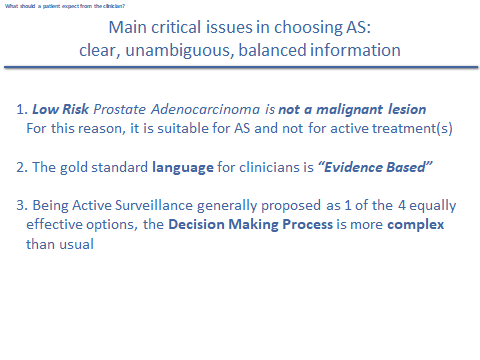 What should a patient expect from the clinician?
Main critical issues in choosing AS:
clear, unambiguous, balanced information
1. Low Risk Prostate Adenocarcinoma is not a malignant lesion
For this reason, it is suitable for AS and not for active treatment(s)
2. The gold standard language for clinicians is “Evidence Based”
3. Being Active Surveillance generally proposed as 1 of the 4 equally
effective options, the Decision Making Process is more complex
than usual